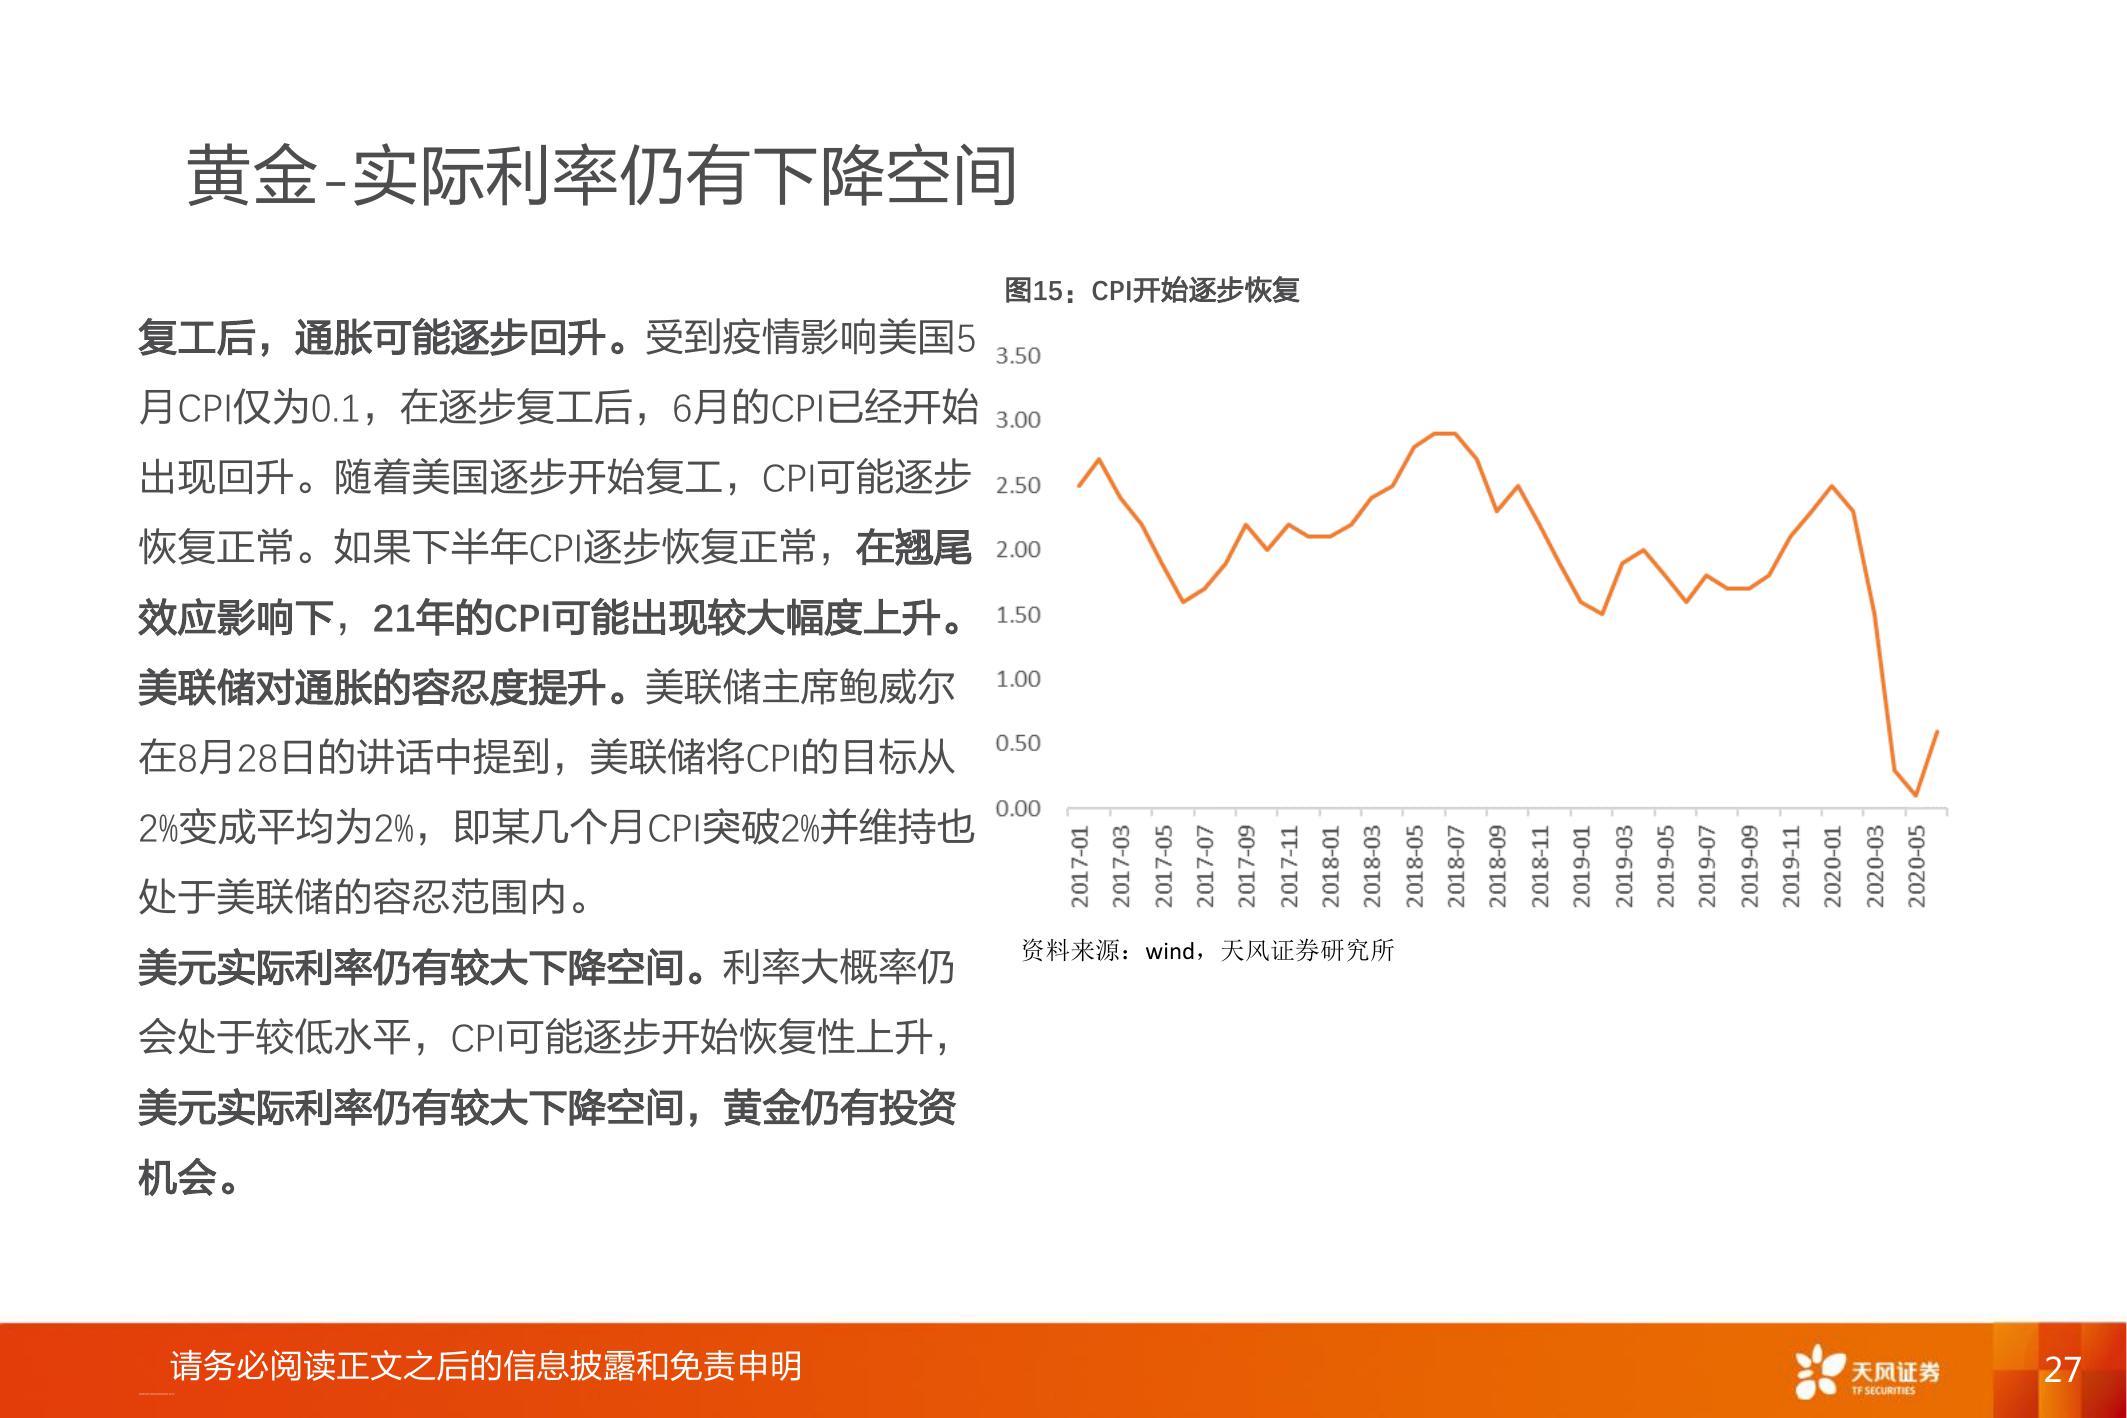 黄金-实际利率仍有下降空间
复工后，通胀可能逐步回升。受到疫情影响美国5
月CPI仅为0.1，在逐步复工后，6月的CPI已经开始
出现回升。随着美国逐步开始复工，CPI可能逐步
恢复正常。如果下半年CPI逐步恢复正常，在翘尾
效应影响下，21年的CPI可能出现较大幅度上升。
美联储对通胀的容忍度提升。美联储主席鲍威尔
在8月28日的讲话中提到，美联储将CPI的目标从
2%变成平均为2%，即某几个月CPI突破2%并维持也
处于美联储的容忍范围内。
美元实际利率仍有较大下降空间。利率大概率仍
会处于较低水平，CPI可能逐步开始恢复性上升，
美元实际利率仍有较大下降空间，黄金仍有投资
机会。
图15：CPI开始逐步恢复
3.50
3.00
2.50
2.00
1.50
1.00
0.50
0.00
2017-01
2017-03
2017-05
2017-07
2017-09
2017-11
2018-01
2018-03
2018-05
2018-07
2018-09
2018-11
2019-01
2019-03
2019-05
2019-07
2019-09
2019-11
2020-01
2020-03
2020-05
资料来源：wind，天风证券研究所
请务必阅读正文之后的信息披露和免责申明
天风证券
TF SECURITIES
27